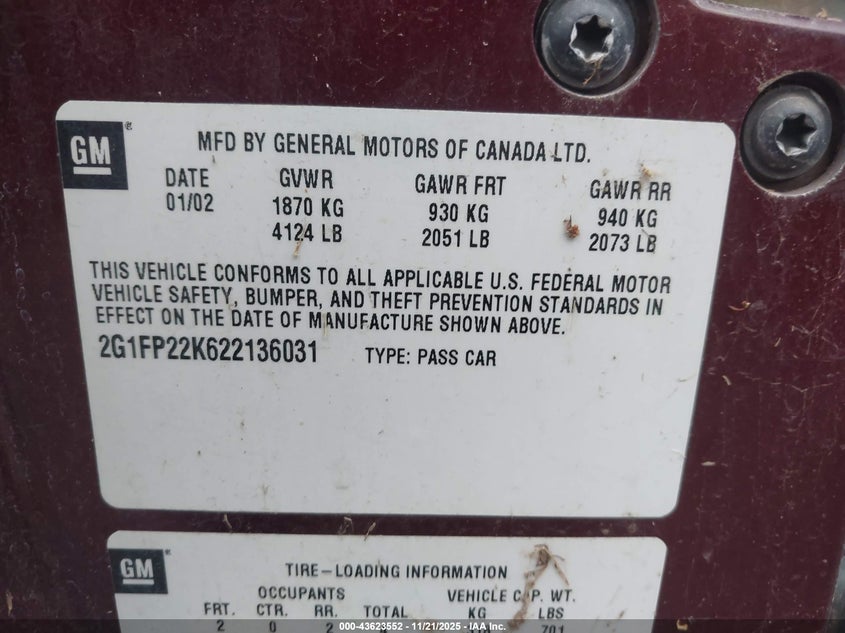 GM
MFD BY GENERAL MOTORS OF CANADA LTD.
DATE GVWR GAWR FRT GAWR RR
01/02 1870 KG 930 KG 940 KG
4124 LB 2051 LB 2073 LB
THIS VEHICLE CONFORMS TO ALL APPLICABLE U.S. FEDERAL MOTOR
VEHICLE SAFETY, BUMPER, AND THEFT PREVENTION STANDARDS IN
EFFECT ON THE DATE OF MANUFACTURE SHOWN ABOVE.
2G1FP22K622136031 TYPE: PASS CAR
GM
TIRE-LOADING INFORMATION
OCCUPANTS VEHICLE WT.
FRT. CTR. RR. TOTAL KG LBS
2 0 2 701
000-43623552 - 11/21/2025 - IAA, Inc.